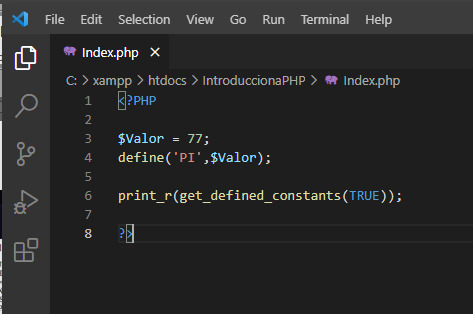 File Edit Selection View Go Run Terminal Help
Index.php ×
C: > xampp > htdocs > IntroduccionaPHP > Index.php
1 <?PHP
2
3 $Valor = 77;
4 define('PI',$Valor);
5
6 print_r(get_defined_constants(TRUE));
7
8 ?>